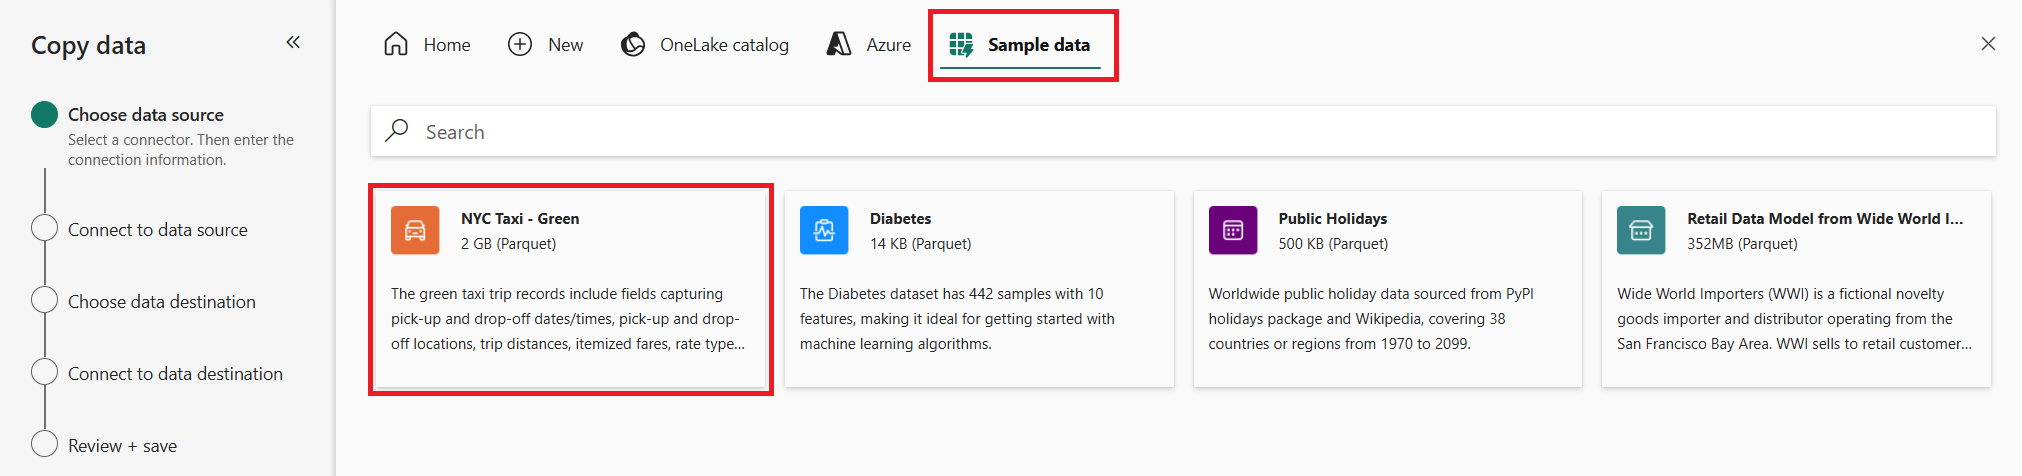 Copy data
Choose data source
Select a connector. Then enter the
connection information.
Connect to data source
Choose data destination
Connect to data destination
Review + save
Home
New
OneLake catalog
Azure
Sample data
Search
NYC Taxi - Green
2 GB (Parquet)
The green taxi trip records include fields capturing
pick-up and drop-off dates/times, pick-up and drop-
off locations, trip distances, itemized fares, rate type...
Diabetes
14 KB (Parquet)
The Diabetes dataset has 442 samples with 10
features, making it ideal for getting started with
machine learning algorithms.
Public Holidays
500 KB (Parquet)
Worldwide public holiday data sourced from PyPI
holidays package and Wikipedia, covering 38
countries or regions from 1970 to 2099.
Retail Data Model from Wide World I...
352MB (Parquet)
Wide World Importers (WWI) is a fictional novelty
goods importer and distributor operating from the
San Francisco Bay Area. WWI sells to retail customer...